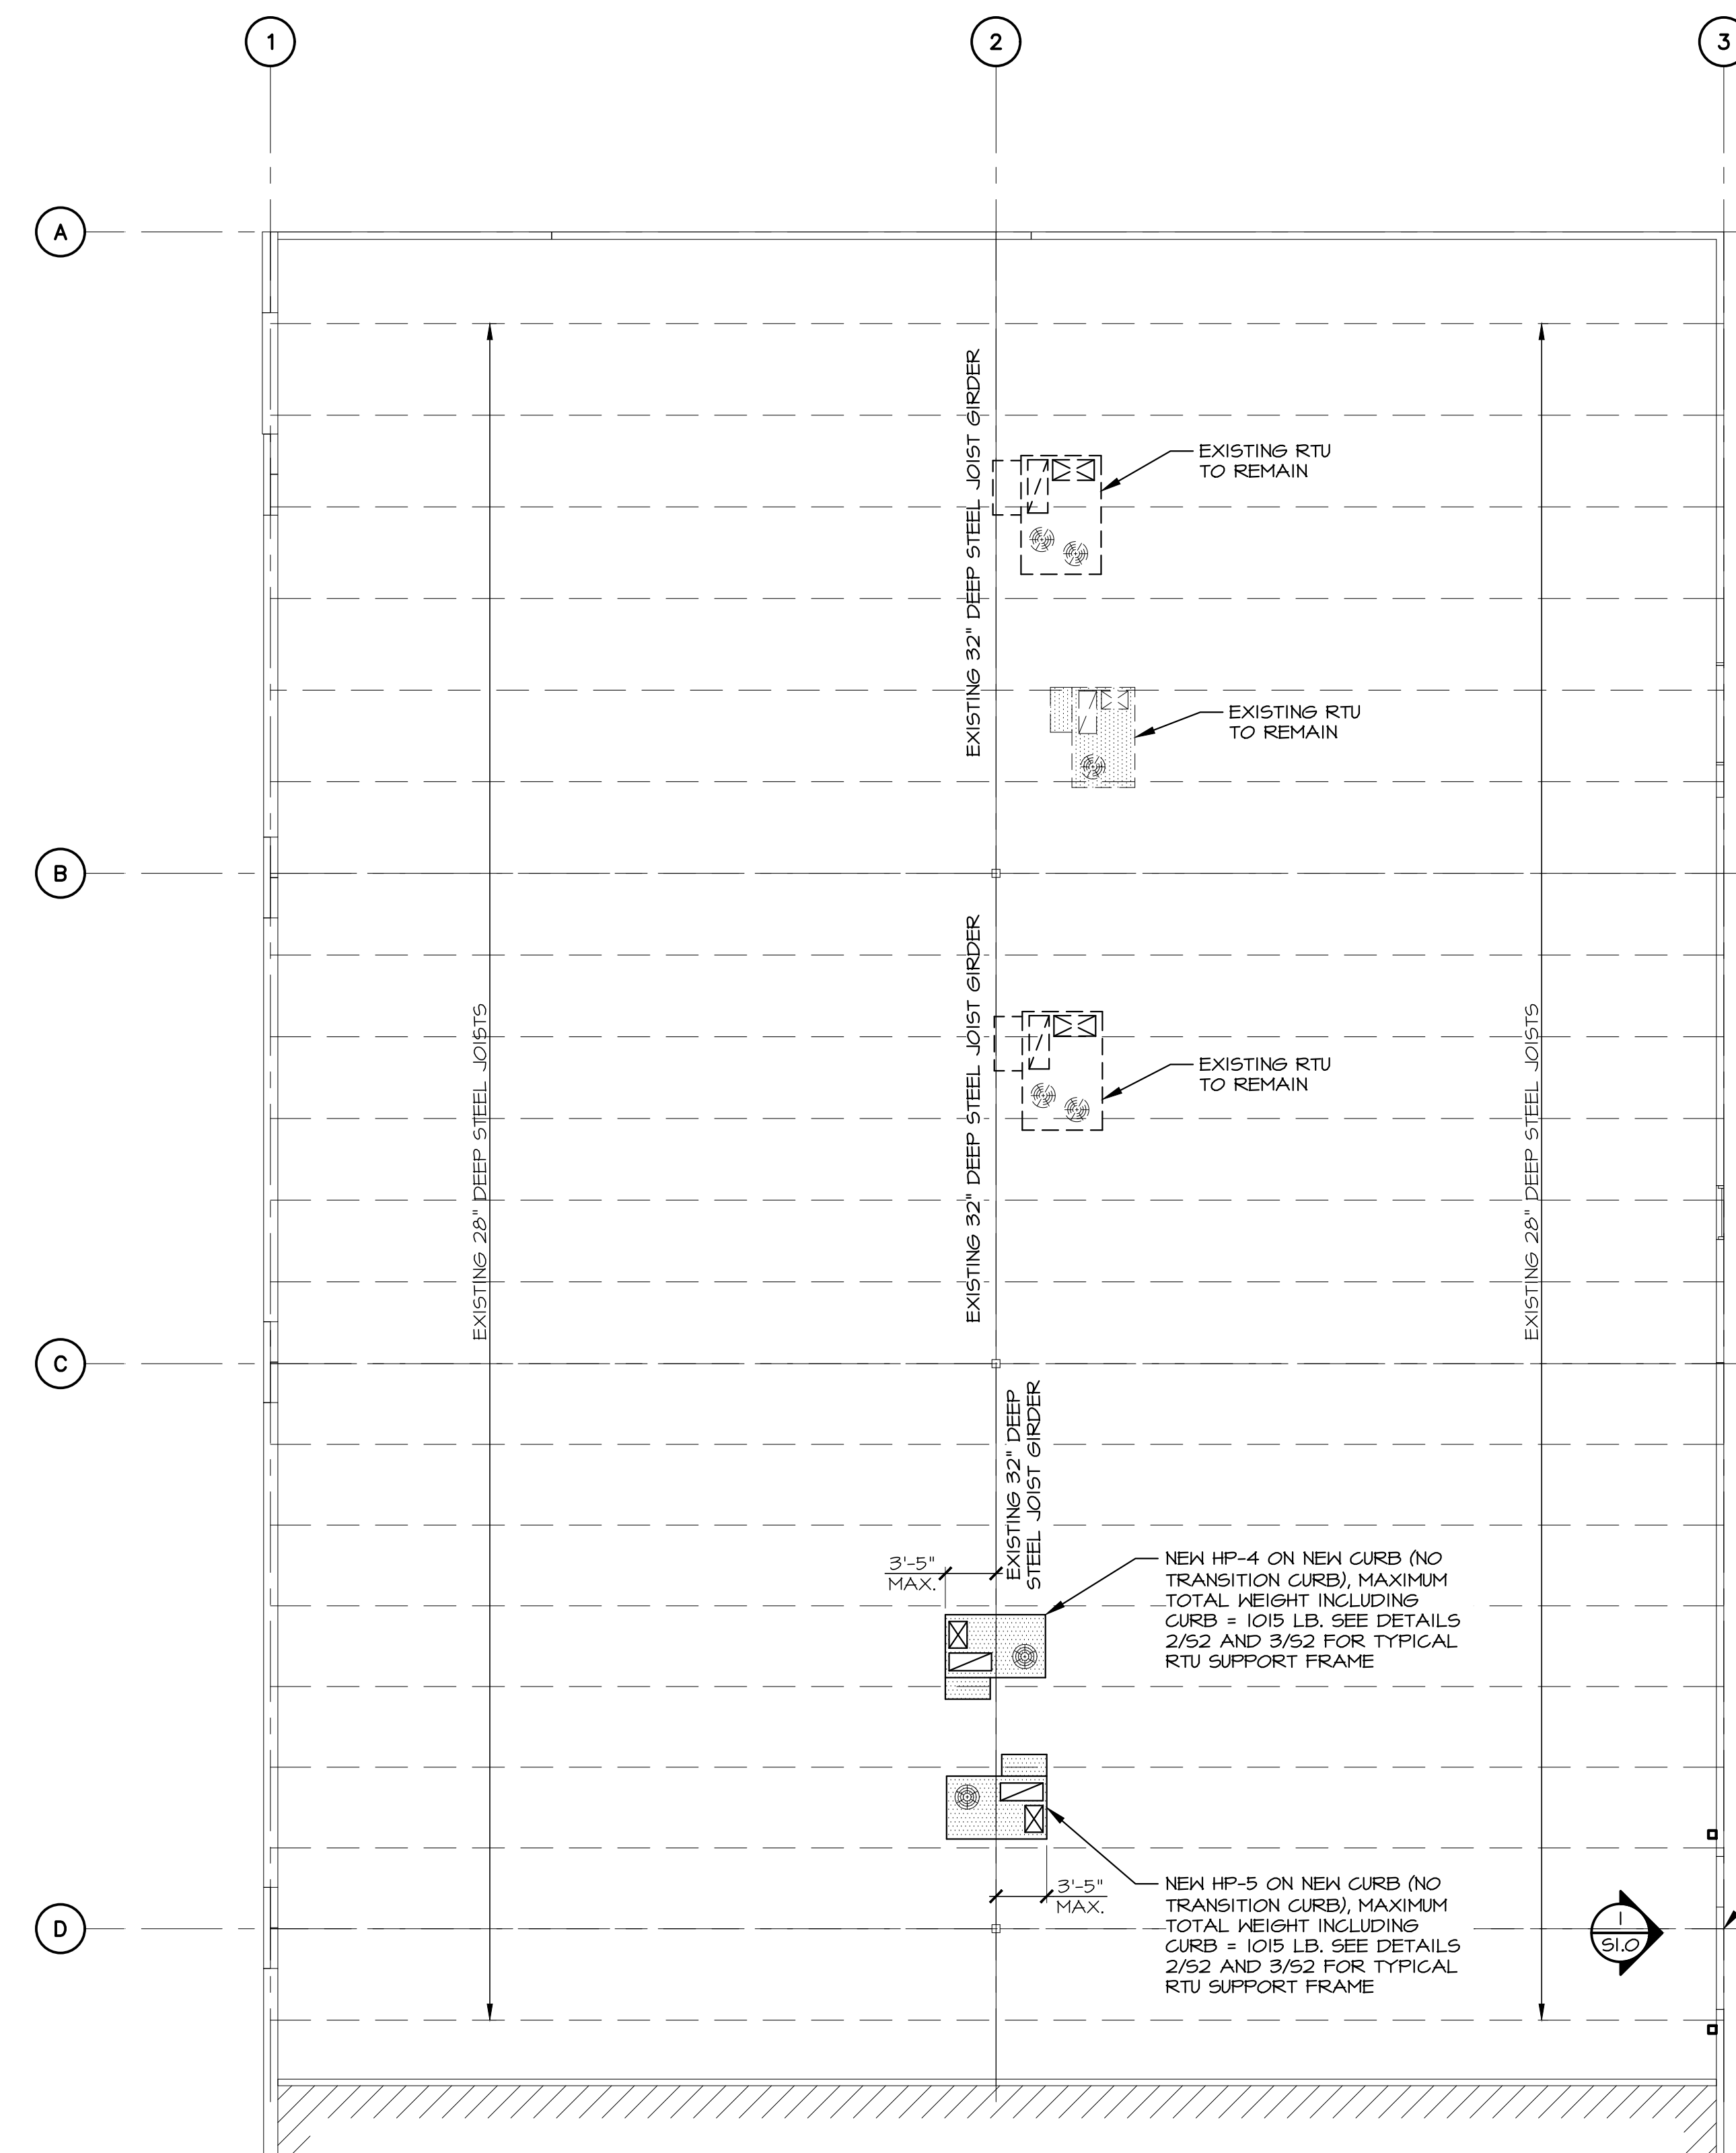 1
2
3
A
EXISTING 32" DEEP STEEL JOIST GIRDER
EXISTING RTU
TO REMAIN
EXISTING RTU
TO REMAIN
B
EXISTING 28" DEEP STEEL JOISTS
EXISTING 32" DEEP STEEL JOIST GIRDER
EXISTING RTU
TO REMAIN
EXISTING 28" DEEP STEEL JOISTS
C
EXISTING 32" DEEP
STEEL JOIST GIRDER
3'-5"
MAX.
NEW HP-4 ON NEW CURB (NO
TRANSITION CURB), MAXIMUM
TOTAL WEIGHT INCLUDING
CURB = 1015 LB. SEE DETAILS
2/S2 AND 3/S2 FOR TYPICAL
RTU SUPPORT FRAME
3'-5"
MAX.
NEW HP-5 ON NEW CURB (NO
TRANSITION CURB), MAXIMUM
TOTAL WEIGHT INCLUDING
CURB = 1015 LB. SEE DETAILS
2/S2 AND 3/S2 FOR TYPICAL
RTU SUPPORT FRAME
D
1
S1.0